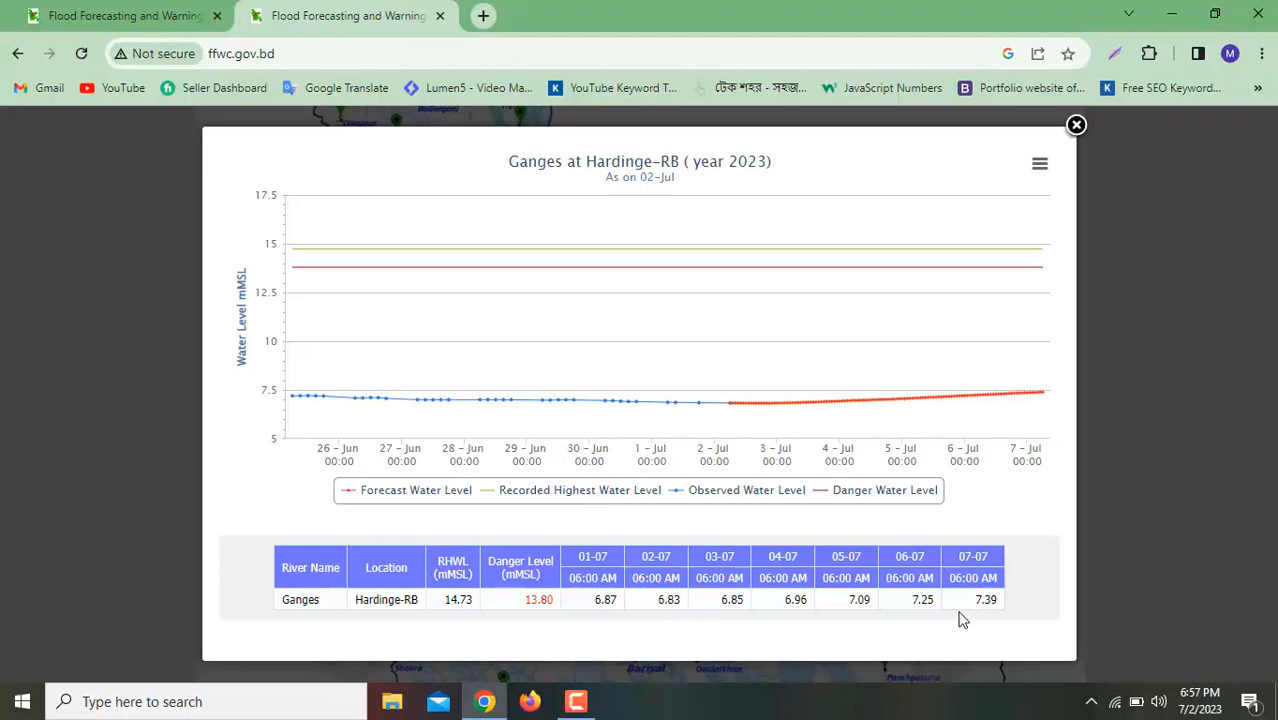 Flood Forecasting and Warning
Flood Forecasting and Warning
Not secure
ffwc.gov.bd
M
Gmail
YouTube
Seller Dashboard
Google Translate
Lumen5 - Video Ma...
YouTube Keyword T...
টেক শহর - সহজ...
JavaScript Numbers
Portfolio website of...
Free SEO Keyword...
Ganges at Hardinge-RB ( year 2023)
As on 02-Jul
Water Level mMSL
17.5
15
12.5
10
7.5
5
26 - Jun 00:00
27 - Jun 00:00
28 - Jun 00:00
29 - Jun 00:00
30 - Jun 00:00
1 - Jul 00:00
2 - Jul 00:00
3 - Jul 00:00
4 - Jul 00:00
5 - Jul 00:00
6 - Jul 00:00
7 - Jul 00:00
Forecast Water Level Recorded Highest Water Level Observed Water Level Danger Water Level
River Name Location RHWL (mMSL) Danger Level (mMSL) 01-07 02-07 03-07 04-07 05-07 06-07 07-07
06:00 AM 06:00 AM 06:00 AM 06:00 AM 06:00 AM 06:00 AM 06:00 AM
Ganges Hardinge-RB 14.73 13.80 6.87 6.83 6.85 6.96 7.09 7.25 7.39
Barisal
Type here to search
6:57 PM
7/2/2023
1